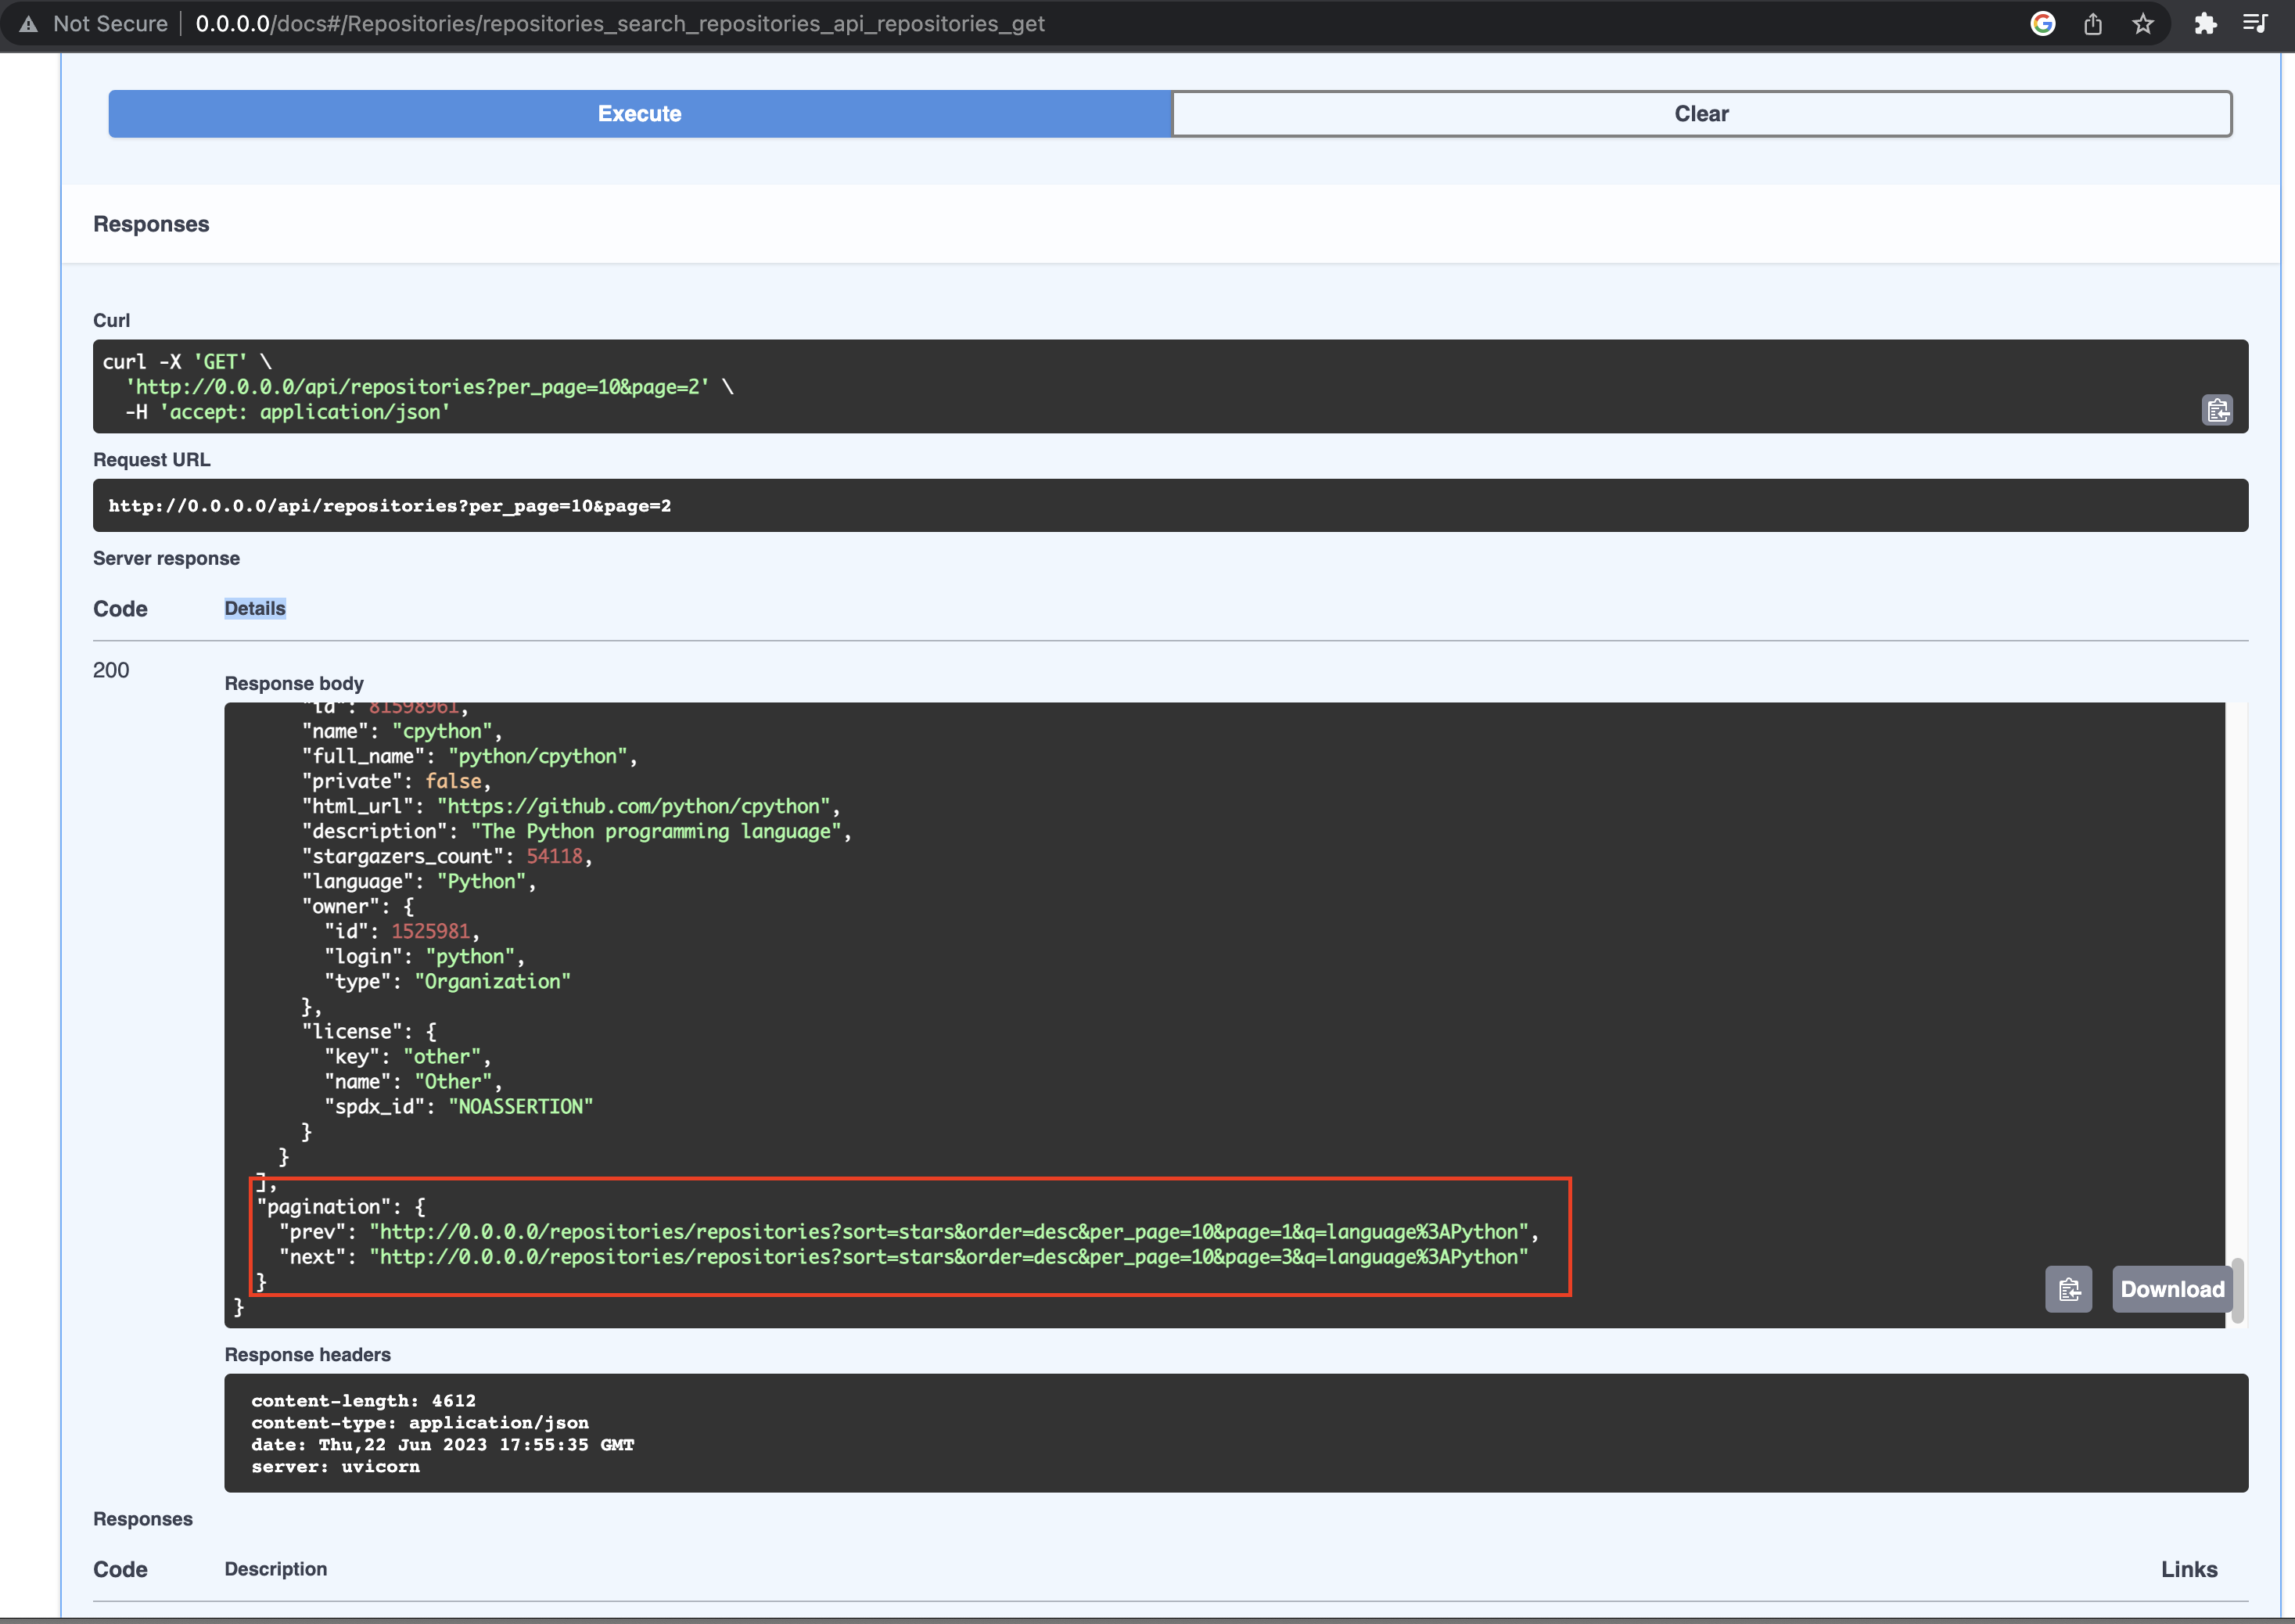 Not Secure | 0.0.0.0/docs#/Repositories/repositories_search_repositories_api_repositories_get
Execute Clear
Responses
Curl
curl -X 'GET' \
  'http://0.0.0.0/api/repositories?per_page=10&page=2' \
  -H 'accept: application/json'
Request URL
http://0.0.0.0/api/repositories?per_page=10&page=2
Server response
Code Details
200
Response body
      "id": 81598961,
      "name": "cpython",
      "full_name": "python/cpython",
      "private": false,
      "html_url": "https://github.com/python/cpython",
      "description": "The Python programming language",
      "stargazers_count": 54118,
      "language": "Python",
      "owner": {
        "id": 1525981,
        "login": "python",
        "type": "Organization"
      },
      "license": {
        "key": "other",
        "name": "Other",
        "spdx_id": "NOASSERTION"
      }
    }
  ],
  "pagination": {
    "prev": "http://0.0.0.0/repositories/repositories?sort=stars&order=desc&per_page=10&page=1&q=language%3APython",
    "next": "http://0.0.0.0/repositories/repositories?sort=stars&order=desc&per_page=10&page=3&q=language%3APython"
  }
}
Download
Response headers
content-length: 4612
content-type: application/json
date: Thu,22 Jun 2023 17:55:35 GMT
server: uvicorn
Responses
Code Description Links